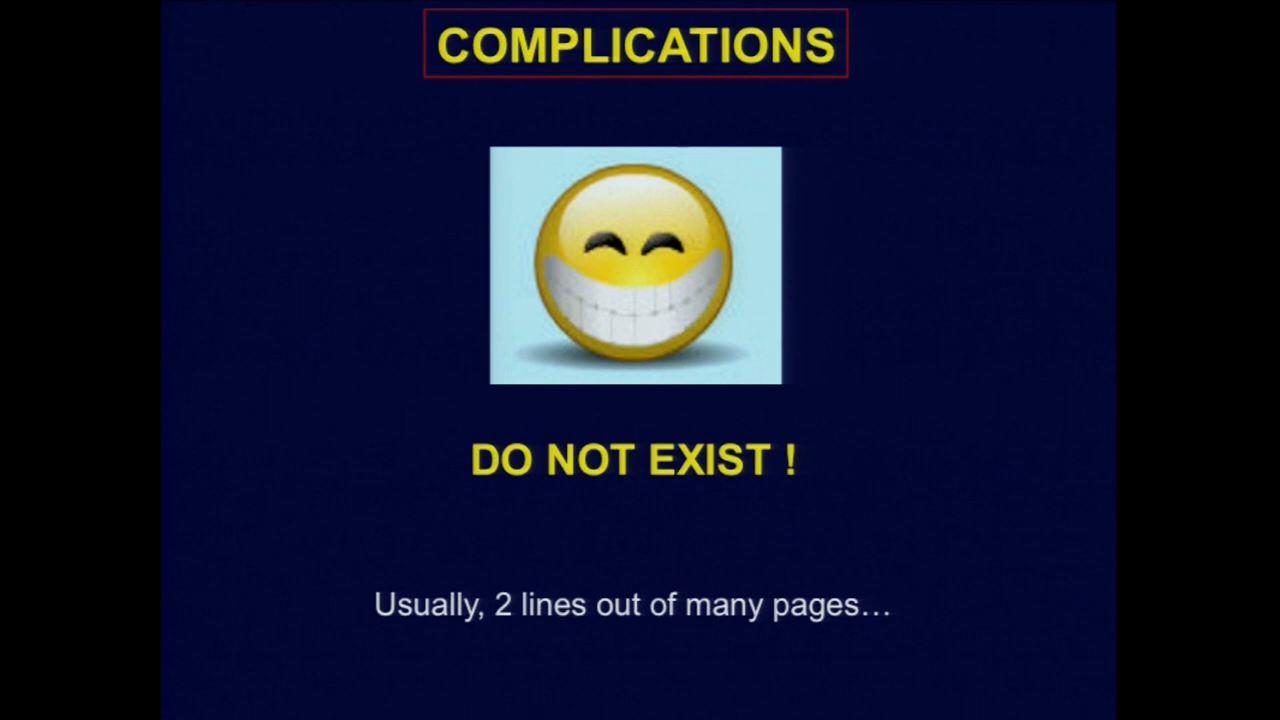 COMPLICATIONS
DO NOT EXIST !
Usually, 2 lines out of many pages…